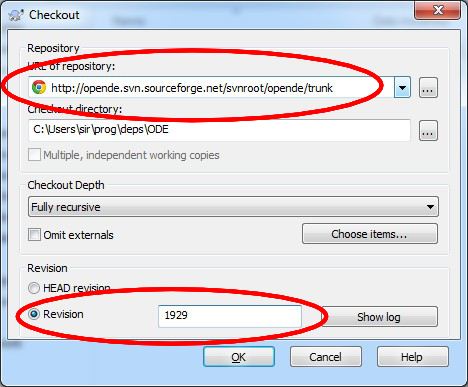 Checkout
Repository
URL of repository:
http://opende.svn.sourceforge.net/svnroot/opende/trunk
...
Checkout directory:
C:\Users\sir\prog\deps\ODE
...
Multiple, independent working copies
Checkout Depth
Fully recursive
Omit externals
Choose items...
Revision
HEAD revision
Revision
1929
Show log
OK
Cancel
Help